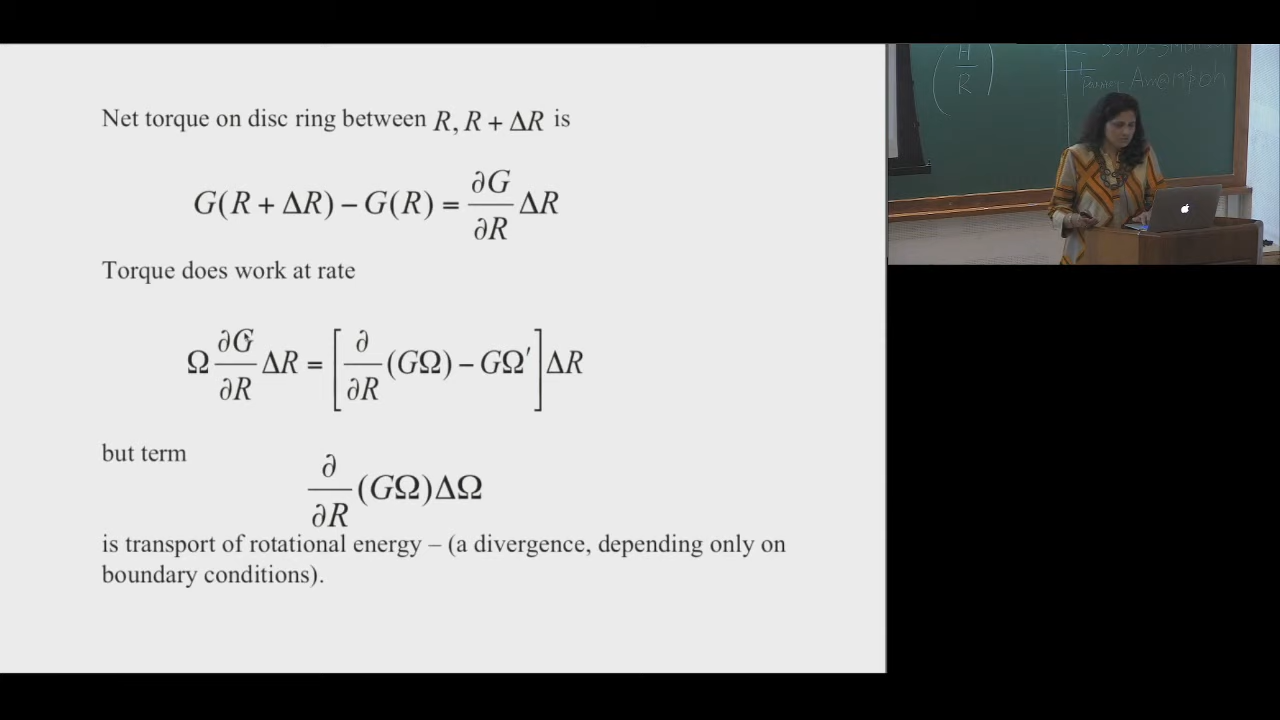 Net torque on disc ring between R, R + ΔR is
G(R + ΔR) − G(R) = ∂G/∂R ΔR
Torque does work at rate
Ω ∂G/∂R ΔR = [∂/∂R (GΩ) − GΩ′] ΔR
but term
∂/∂R (GΩ)ΔΩ
is transport of rotational energy – (a divergence, depending only on
boundary conditions).
(H/R)